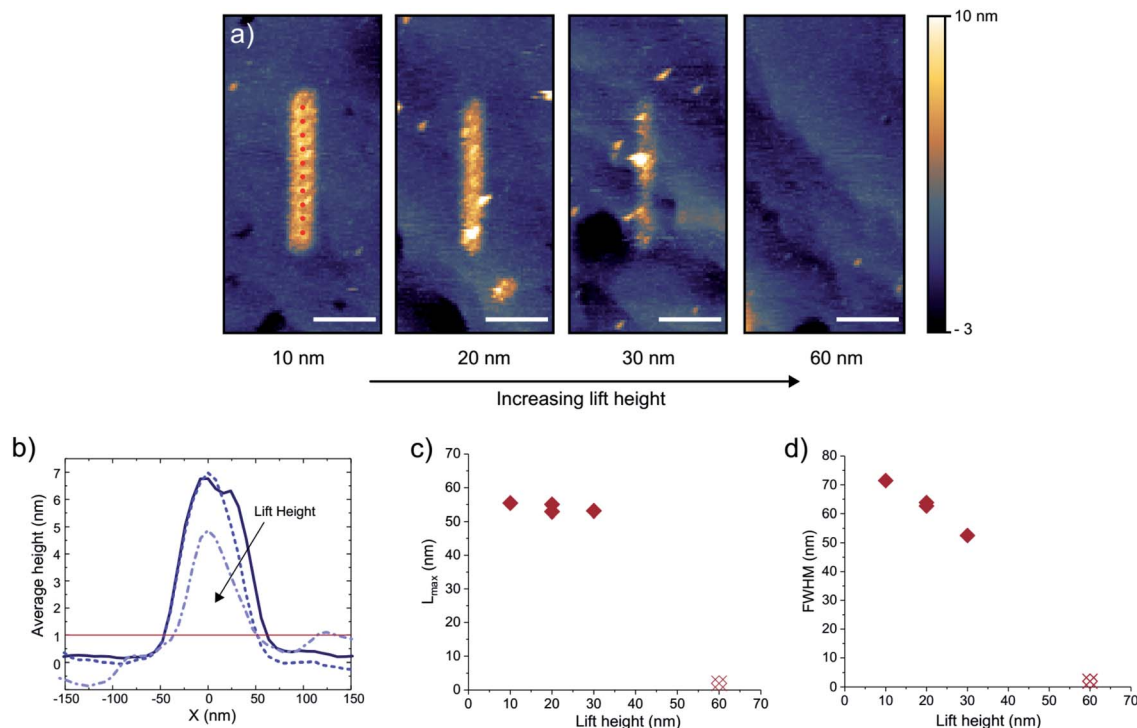 a)
10 nm
- 3
10 nm
20 nm
30 nm
60 nm
Increasing lift height
b)
Average height (nm)
7
6
5
4
3
2
1
0
Lift Height
-150
-100
-50
0
50
100
150
X (nm)
c)
L_max (nm)
70
60
50
40
30
20
10
0
0
10
20
30
40
50
60
70
Lift height (nm)
d)
FWHM (nm)
80
70
60
50
40
30
20
10
0
0
10
20
30
40
50
60
70
Lift height (nm)